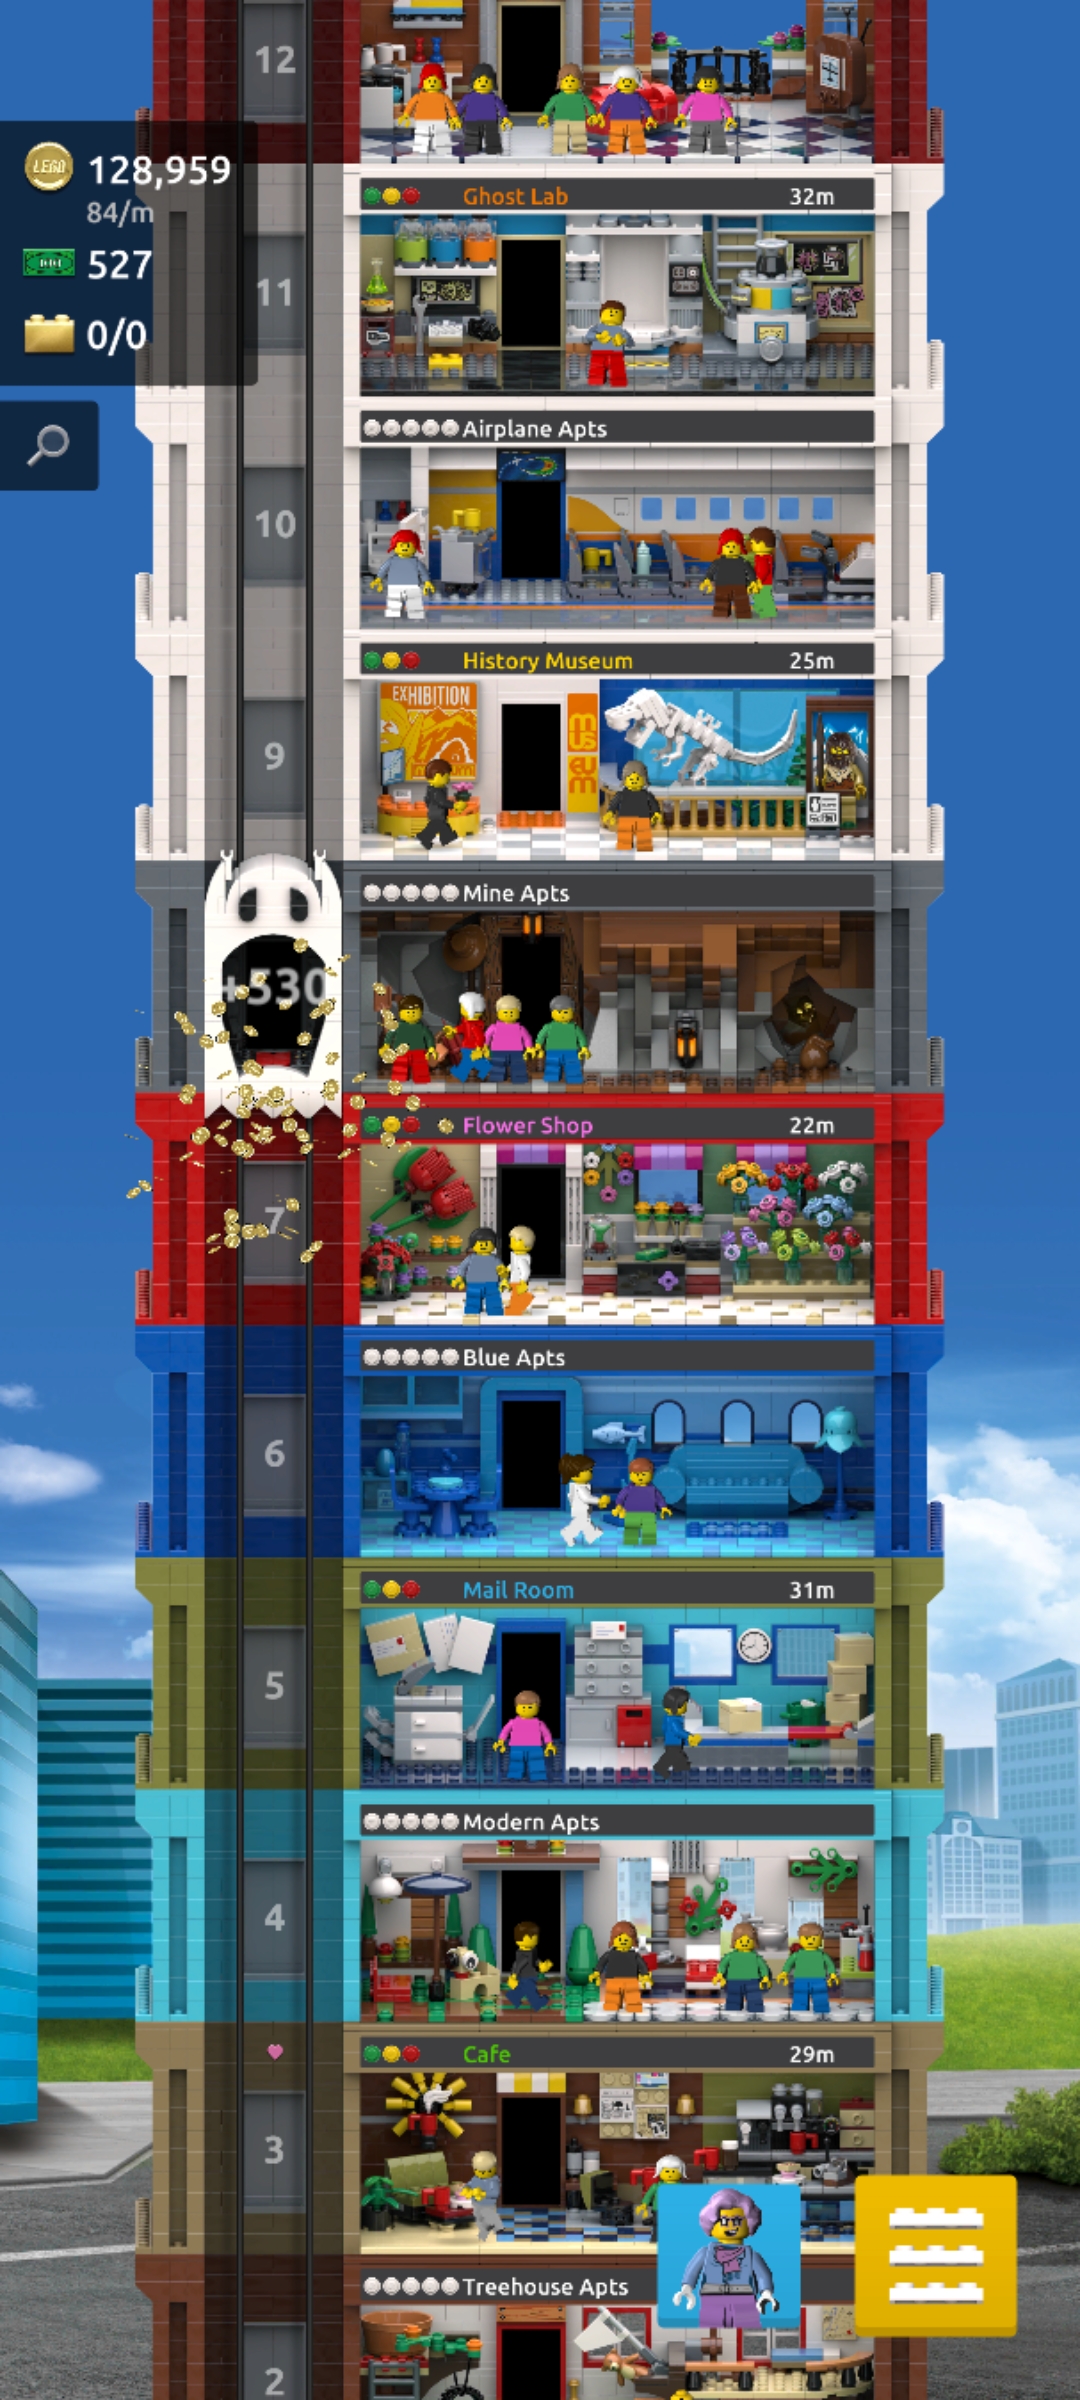 12
LEGO
128,959
84/m
527
0/0
Ghost Lab 32m
11
Airplane Apts
10
History Museum 25m
EXHIBITION
9
Mine Apts
+530
Flower Shop 22m
7
Blue Apts
6
Mail Room 31m
5
Modern Apts
4
Cafe 29m
3
Treehouse Apts
2